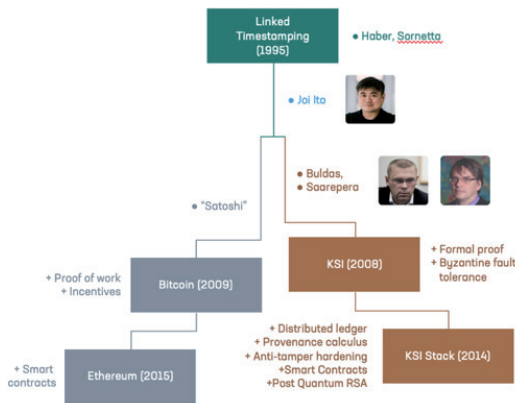 Linked
Timestamping
(1995)
● Haber, Sornetta
● Joi Ito
● Buldas,
● Saarepera
● "Satoshi"
+ Proof of work
+ Incentives
Bitcoin (2009)
KSI (2008)
+ Formal proof
+ Byzantine fault
tolerance
+ Smart
contracts
Ethereum (2015)
+ Distributed ledger
+ Provenance calculus
+ Anti-tamper hardening
+Smart Contracts
+Post Quantum RSA
KSI Stack (2014)